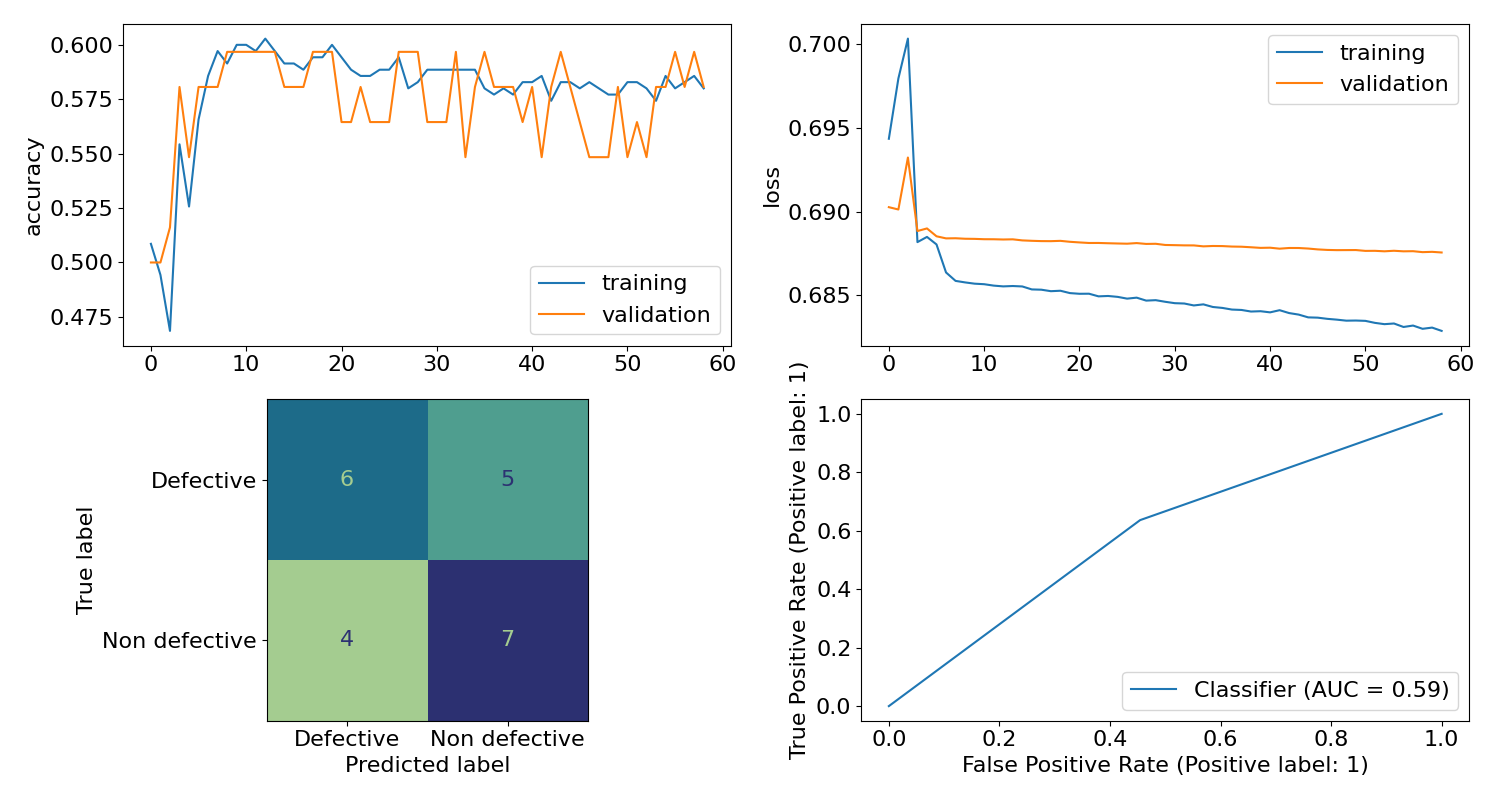 accuracy
0.600
0.575
0.550
0.525
0.500
0.475
0 10 20 30 40 50 60
training
validation
loss
0.700
0.695
0.690
0.685
0 10 20 30 40 50 60
training
validation
True label
Defective
Non defective
6 5
4 7
Defective Non defective
Predicted label
True Positive Rate (Positive label: 1)
1.0
0.8
0.6
0.4
0.2
0.0
Classifier (AUC = 0.59)
0.0 0.2 0.4 0.6 0.8 1.0
False Positive Rate (Positive label: 1)